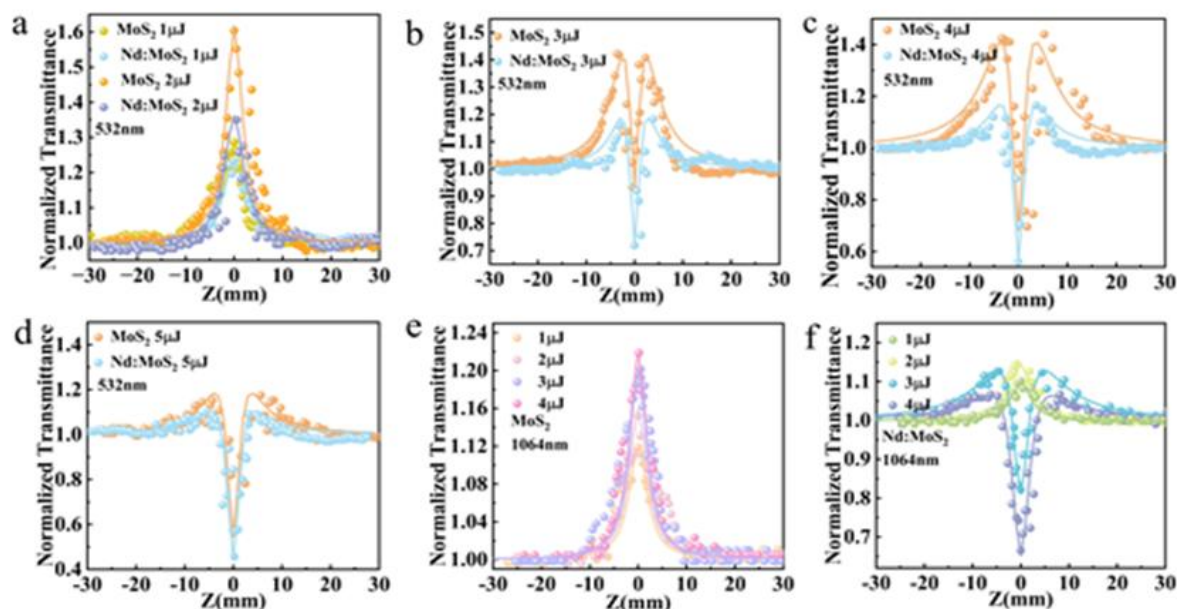 a
MoS2 1μJ
Nd:MoS2 1μJ
MoS2 2μJ
Nd:MoS2 2μJ
532nm
Normalized Transmittance
1.6
1.5
1.4
1.3
1.2
1.1
1.0
-30 -20 -10 0 10 20 30
Z(mm)
b
MoS2 3μJ
Nd:MoS2 3μJ
532nm
Normalized Transmittance
1.5
1.4
1.3
1.2
1.1
1.0
0.9
0.8
0.7
-30 -20 -10 0 10 20 30
Z(mm)
c
MoS2 4μJ
Nd:MoS2 4μJ
532nm
Normalized Transmittance
1.4
1.2
1.0
0.8
0.6
-30 -20 -10 0 10 20 30
Z(mm)
d
MoS2 5μJ
Nd:MoS2 5μJ
532nm
Normalized Transmittance
1.4
1.2
1.0
0.8
0.6
0.4
-30 -20 -10 0 10 20 30
Z(mm)
e
1μJ
2μJ
3μJ
4μJ
MoS2
1064nm
Normalized Transmittance
1.24
1.20
1.16
1.12
1.08
1.04
1.00
-30 -20 -10 0 10 20 30
Z(mm)
f
1μJ
2μJ
3μJ
4μJ
Nd:MoS2
1064nm
Normalized Transmittance
1.2
1.1
1.0
0.9
0.8
0.7
-30 -20 -10 0 10 20 30
Z(mm)